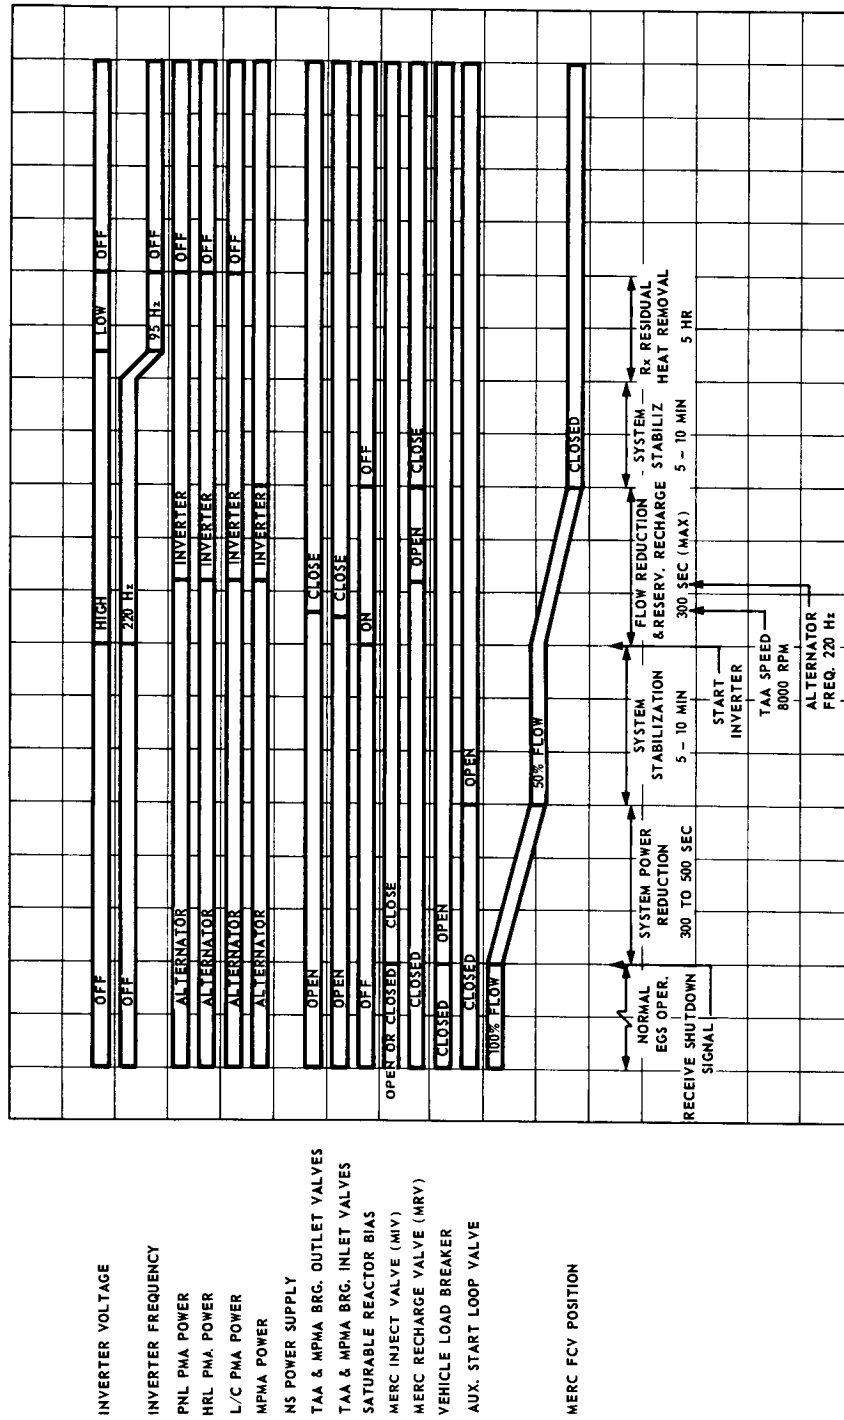 INVERTER VOLTAGE
OFF
HIGH
LOW
OFF
INVERTER FREQUENCY
OFF
220 Hz
95 Hz
OFF
PNL PMA POWER
ALTERNATOR
INVERTER
OFF
HRL PMA POWER
ALTERNATOR
INVERTER
OFF
L/C PMA POWER
ALTERNATOR
INVERTER
OFF
MPMA POWER
ALTERNATOR
INVERTER
NS POWER SUPPLY
TAA & MPMA BRG. OUTLET VALVES
OPEN
CLOSE
TAA & MPMA BRG. INLET VALVES
OPEN
CLOSE
SATURABLE REACTOR BIAS
OFF
ON
OFF
MERC INJECT VALVE (MIV)
OPEN OR CLOSED
CLOSE
MERC RECHARGE VALVE (MRV)
CLOSED
OPEN
CLOSE
VEHICLE LOAD BREAKER
CLOSED
OPEN
AUX. START LOOP VALVE
CLOSED
OPEN
MERC FCV POSITION
100% FLOW
50% FLOW
CLOSED
NORMAL
EGS OPER.
RECEIVE SHUTDOWN
SIGNAL
SYSTEM POWER
REDUCTION
300 TO 500 SEC
SYSTEM
STABILIZATION
5 – 10 MIN
START
INVERTER
FLOW REDUCTION
& RESERV. RECHARGE
300 SEC (MAX)
TAA SPEED
8000 RPM
ALTERNATOR
FREQ. 220 Hz
SYSTEM
STABILIZ
5 – 10 MIN
Rx RESIDUAL
HEAT REMOVAL
5 HR